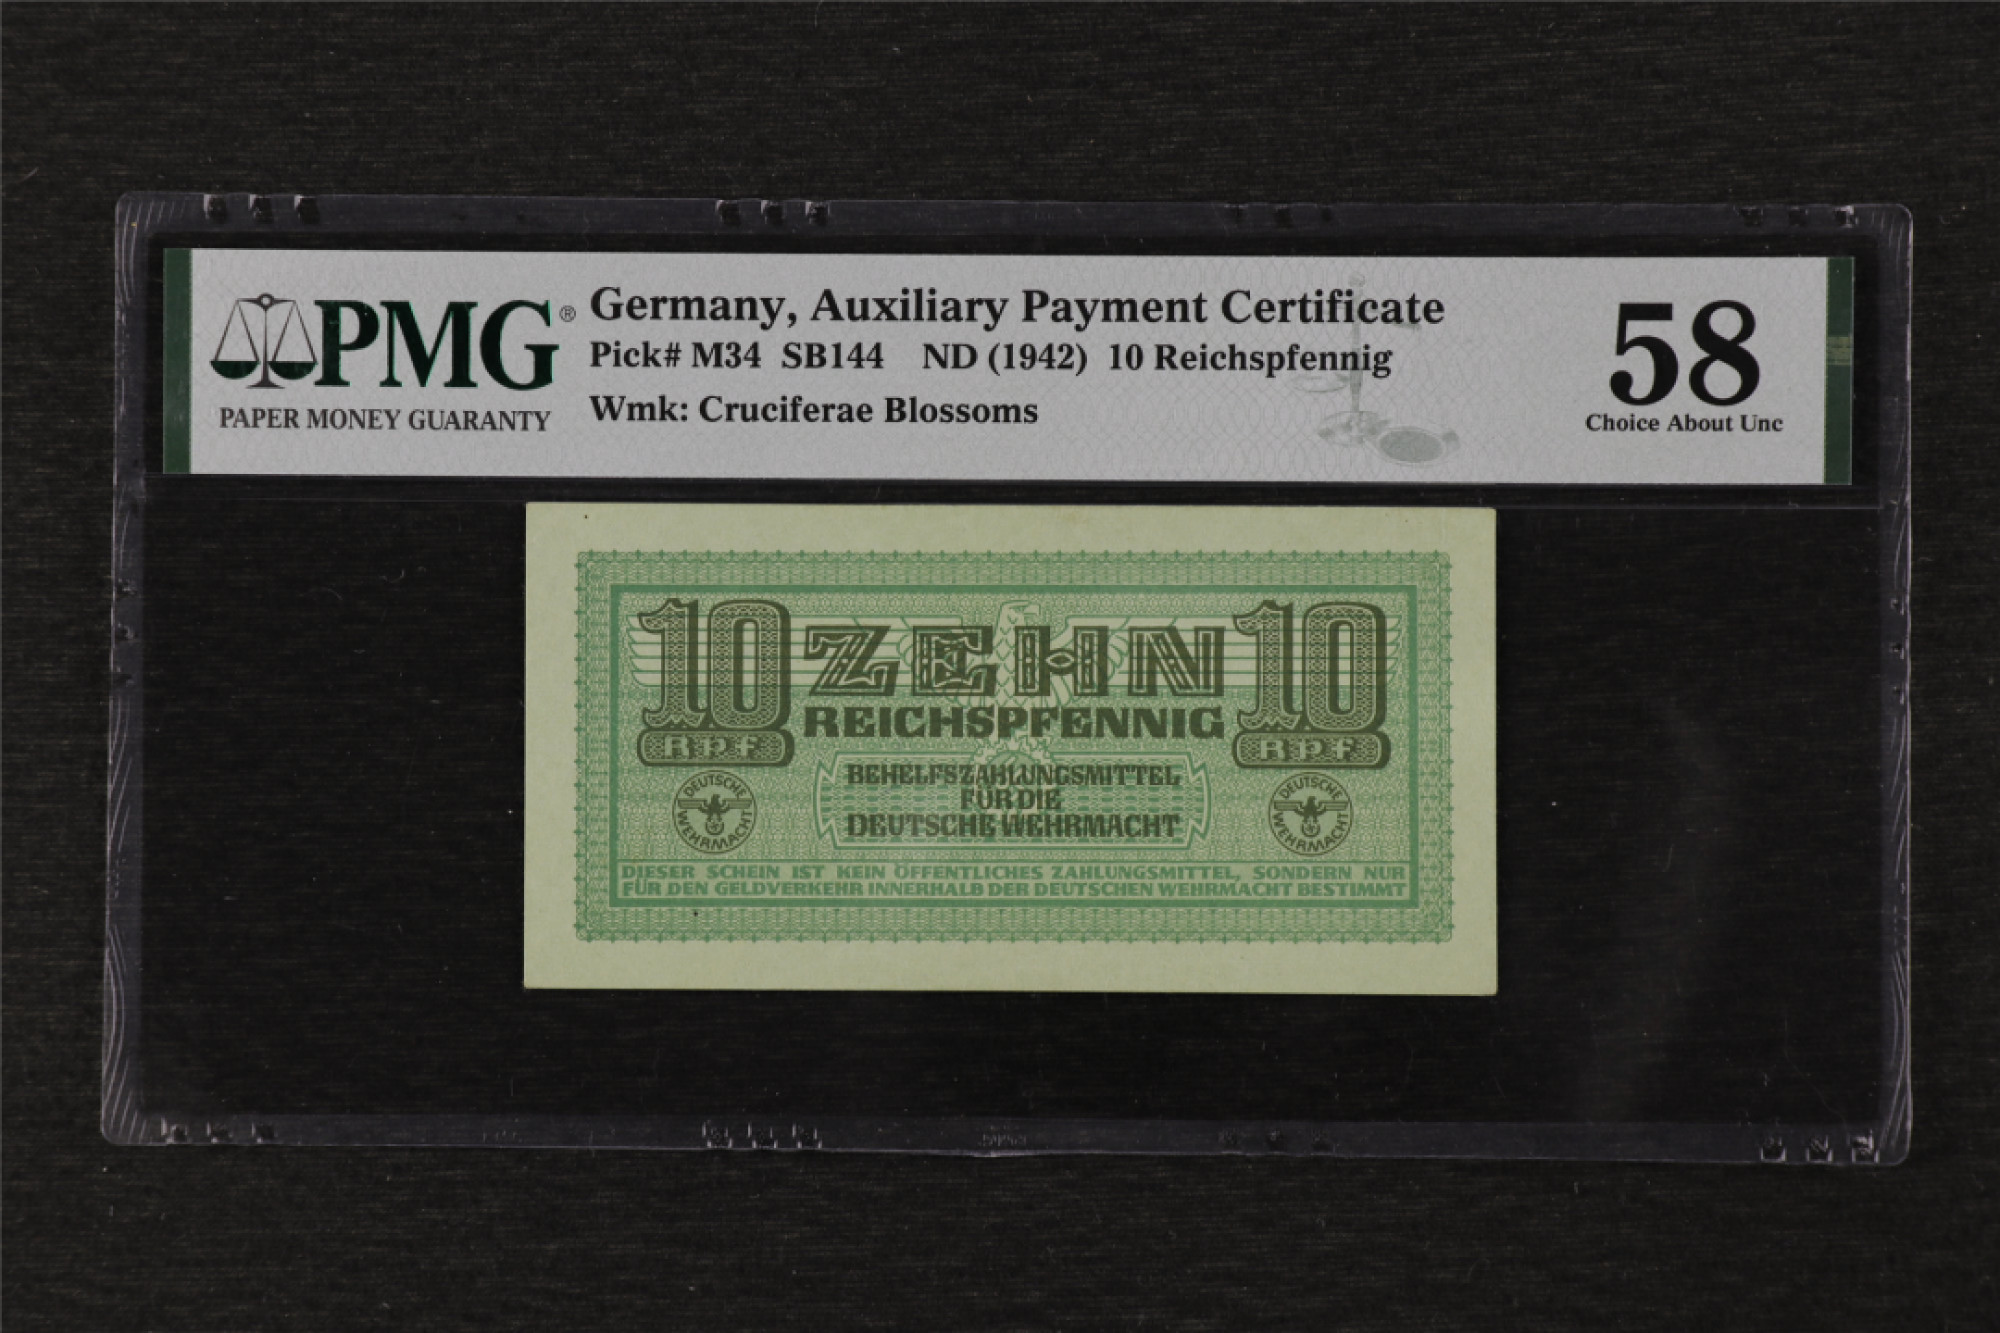 PMG®
PAPER MONEY GUARANTY
Germany, Auxiliary Payment Certificate
Pick# M34 SB144 ND (1942) 10 Reichspfennig
Wmk: Cruciferae Blossoms
58
Choice About Unc
10 ZEHN 10
REICHSPFENNIG
Rpf Rpf
BEHELFSZAHLUNGSMITTEL
FÜR DIE
DEUTSCHE WEHRMACHT
DEUTSCHE WEHRMACHT
DEUTSCHE WEHRMACHT
DIESER SCHEIN IST KEIN ÖFFENTLICHES ZAHLUNGSMITTEL, SONDERN NUR
FÜR DEN GELDVERKEHR INNERHALB DER DEUTSCHEN WEHRMACHT BESTIMMT